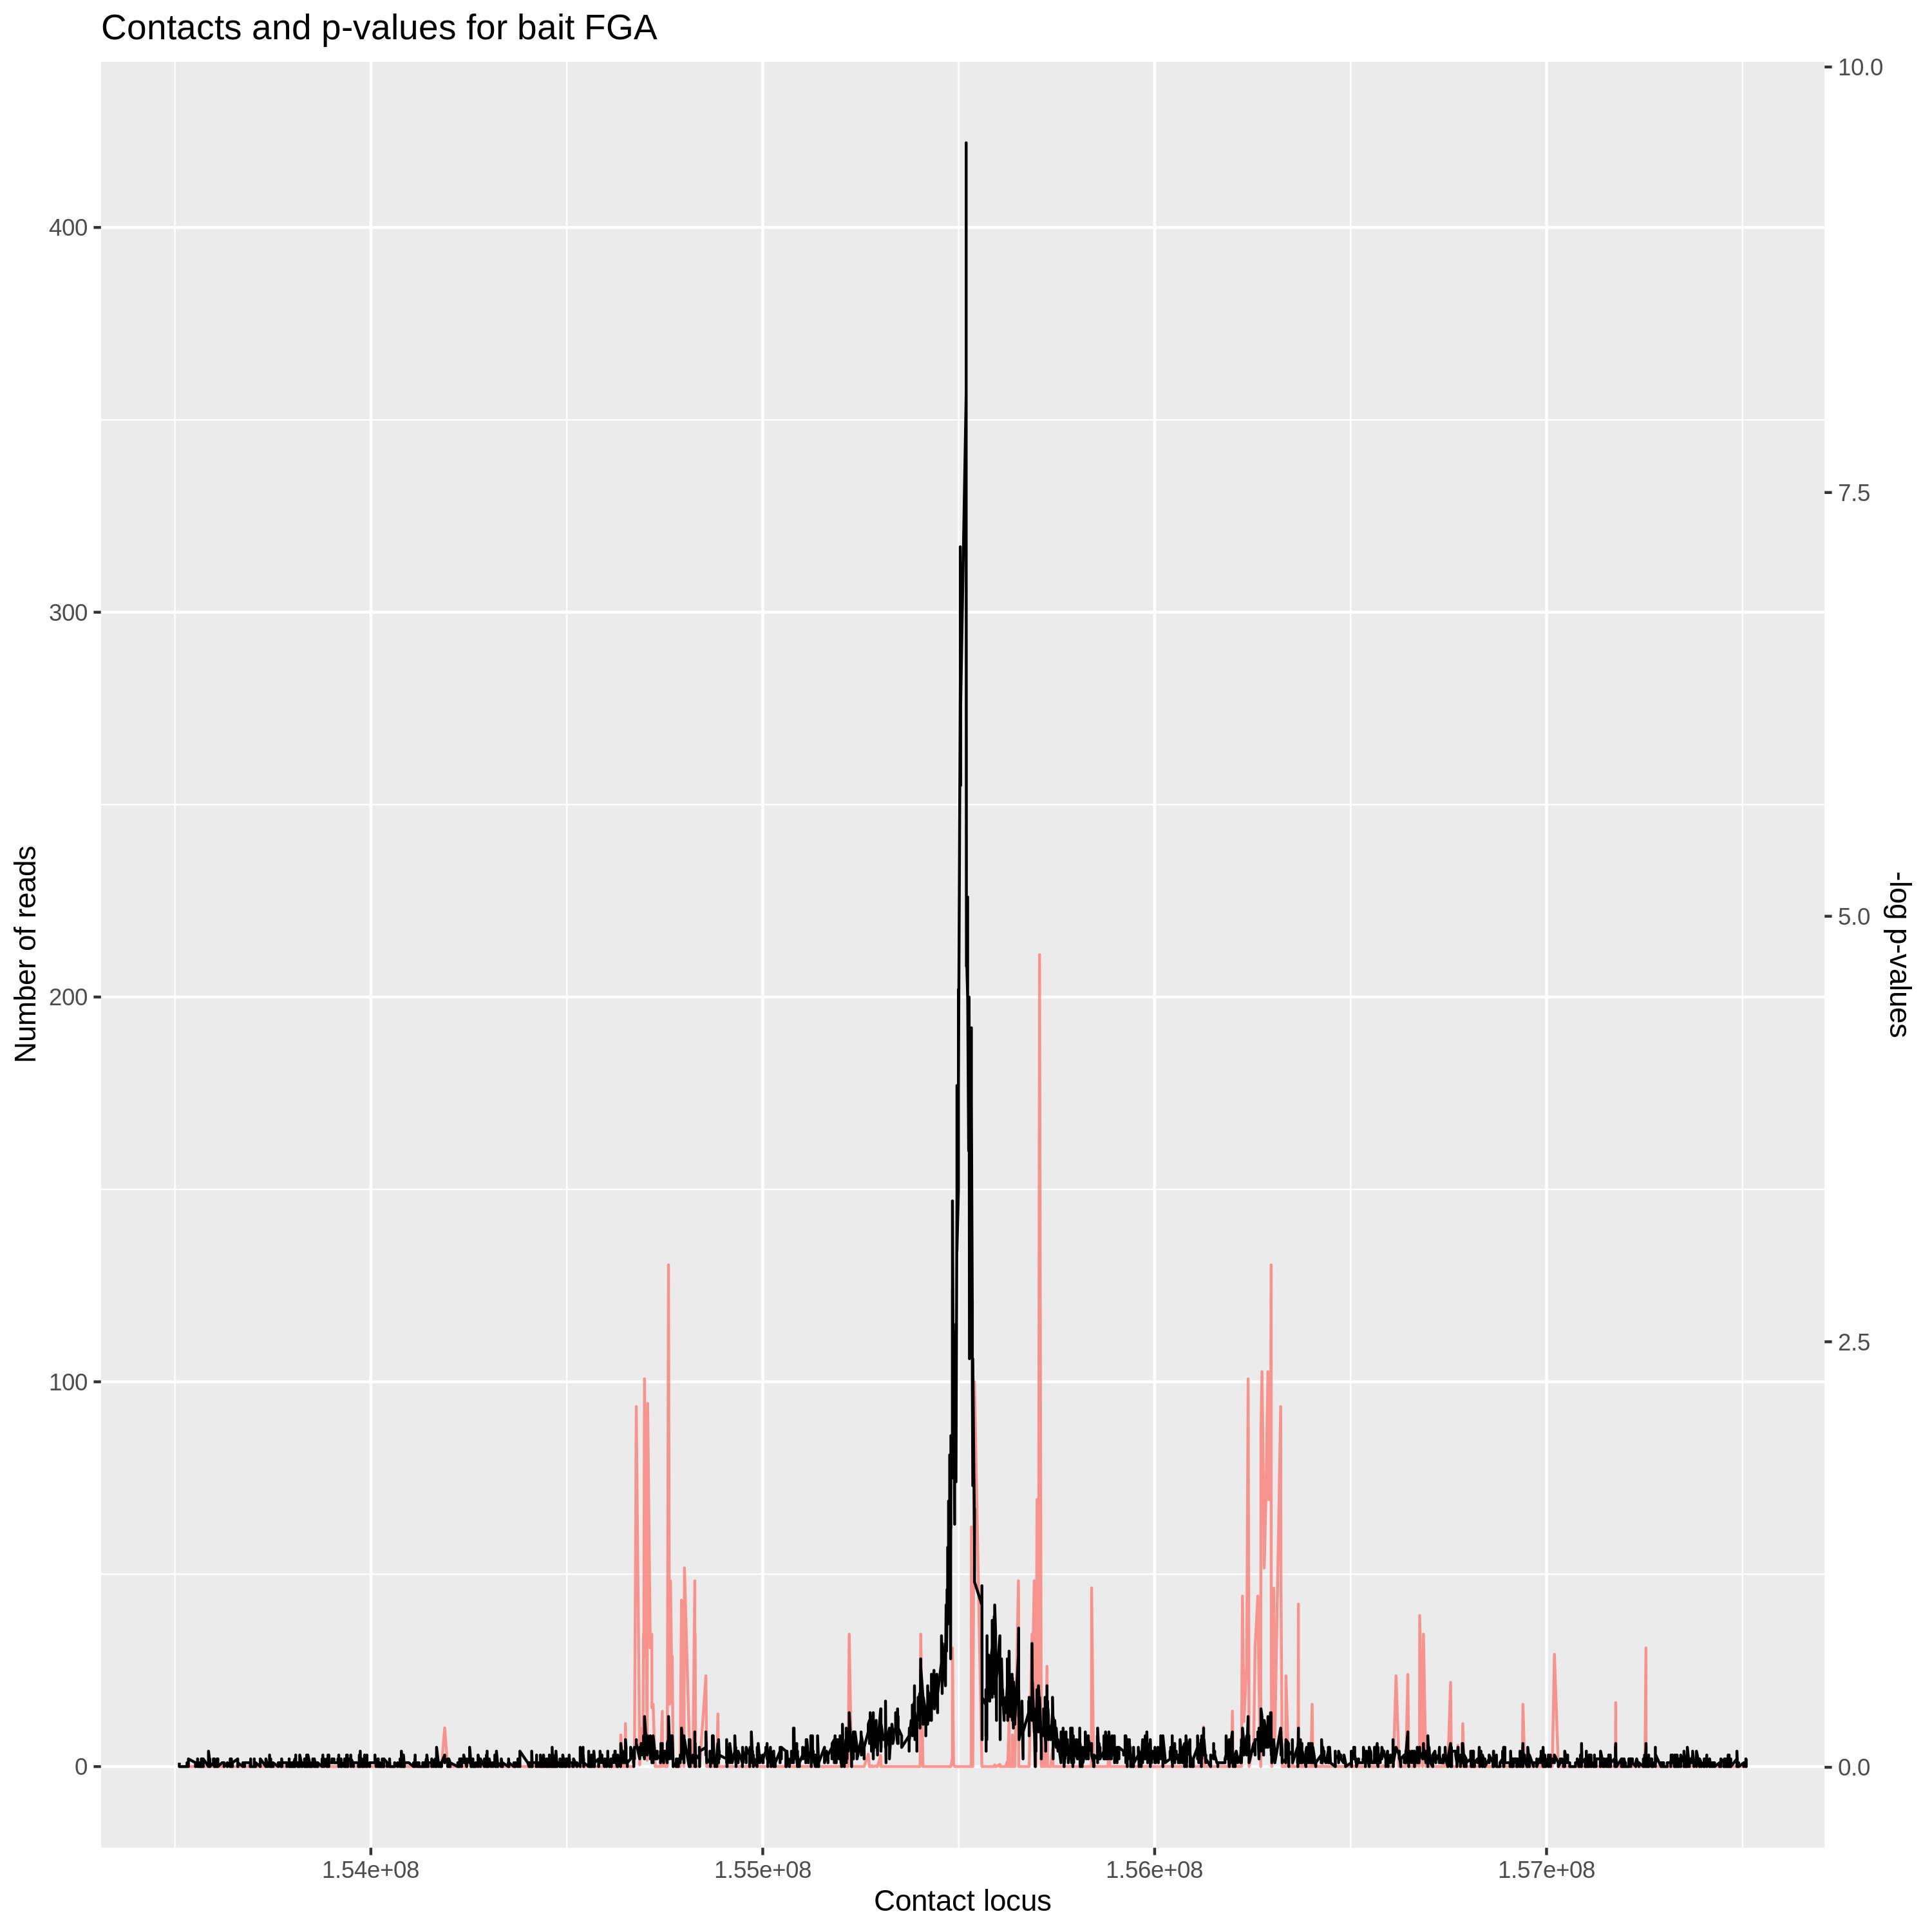 Contacts and p-values for bait FGA
10.0
400
7.5
300
5.0
200
2.5
100
0
0.0
Number of reads
-log p-values
1.54e+08
1.55e+08
1.56e+08
1.57e+08
Contact locus